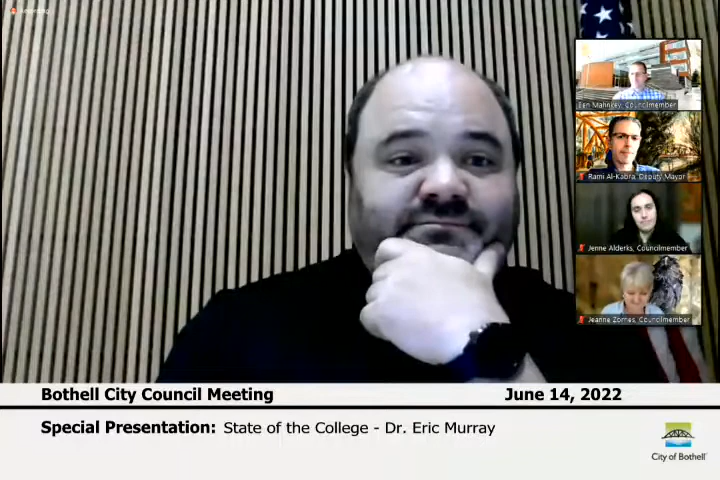 Recording
Ben Mahnkey, Councilmember
Rami Al-Kabra, Deputy Mayor
Jenne Alderks, Councilmember
Jeanne Zornes, Councilmember
Bothell City Council Meeting June 14, 2022
Special Presentation: State of the College - Dr. Eric Murray
City of Bothell